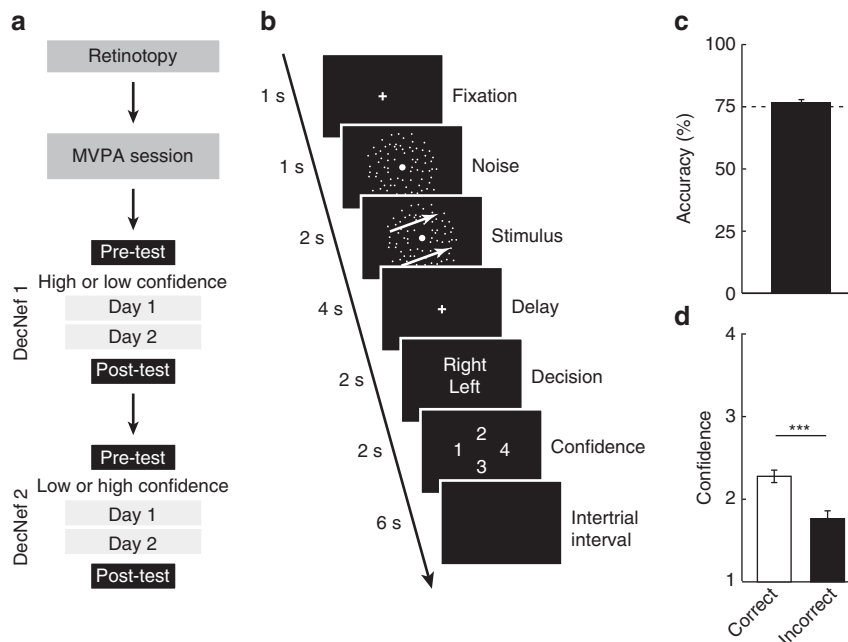 a
Retinotopy
MVPA session
DecNef 1
Pre-test
High or low confidence
Day 1
Day 2
Post-test
DecNef 2
Pre-test
Low or high confidence
Day 1
Day 2
Post-test
b
1 s
Fixation
1 s
Noise
2 s
Stimulus
4 s
Delay
2 s
Right
Left
Decision
2 s
2
1 4
3
Confidence
6 s
Intertrial
interval
c
Accuracy (%)
100
75
50
25
0
d
Confidence
4
3
2
1
***
Correct
Incorrect